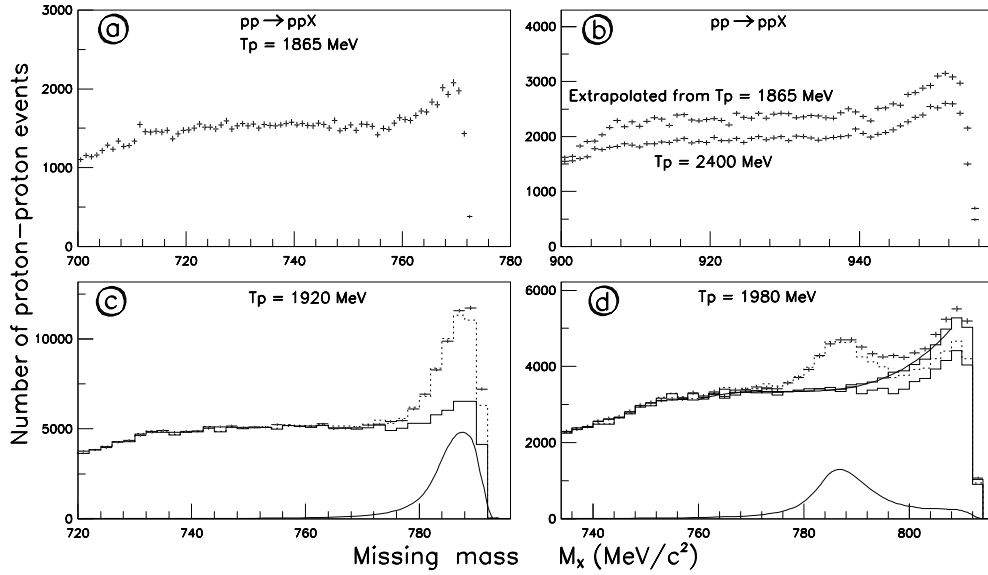 Number of proton-proton events
a
pp → ppX
Tp = 1865 MeV
3000
2000
1000
0
700
720
740
760
780
b
pp → ppX
Extrapolated from Tp = 1865 MeV
Tp = 2400 MeV
4000
3000
2000
1000
0
900
920
940
c
Tp = 1920 MeV
10000
5000
0
720
740
760
780
d
Tp = 1980 MeV
6000
4000
2000
0
740
760
780
800
Missing mass Mx (MeV/c²)